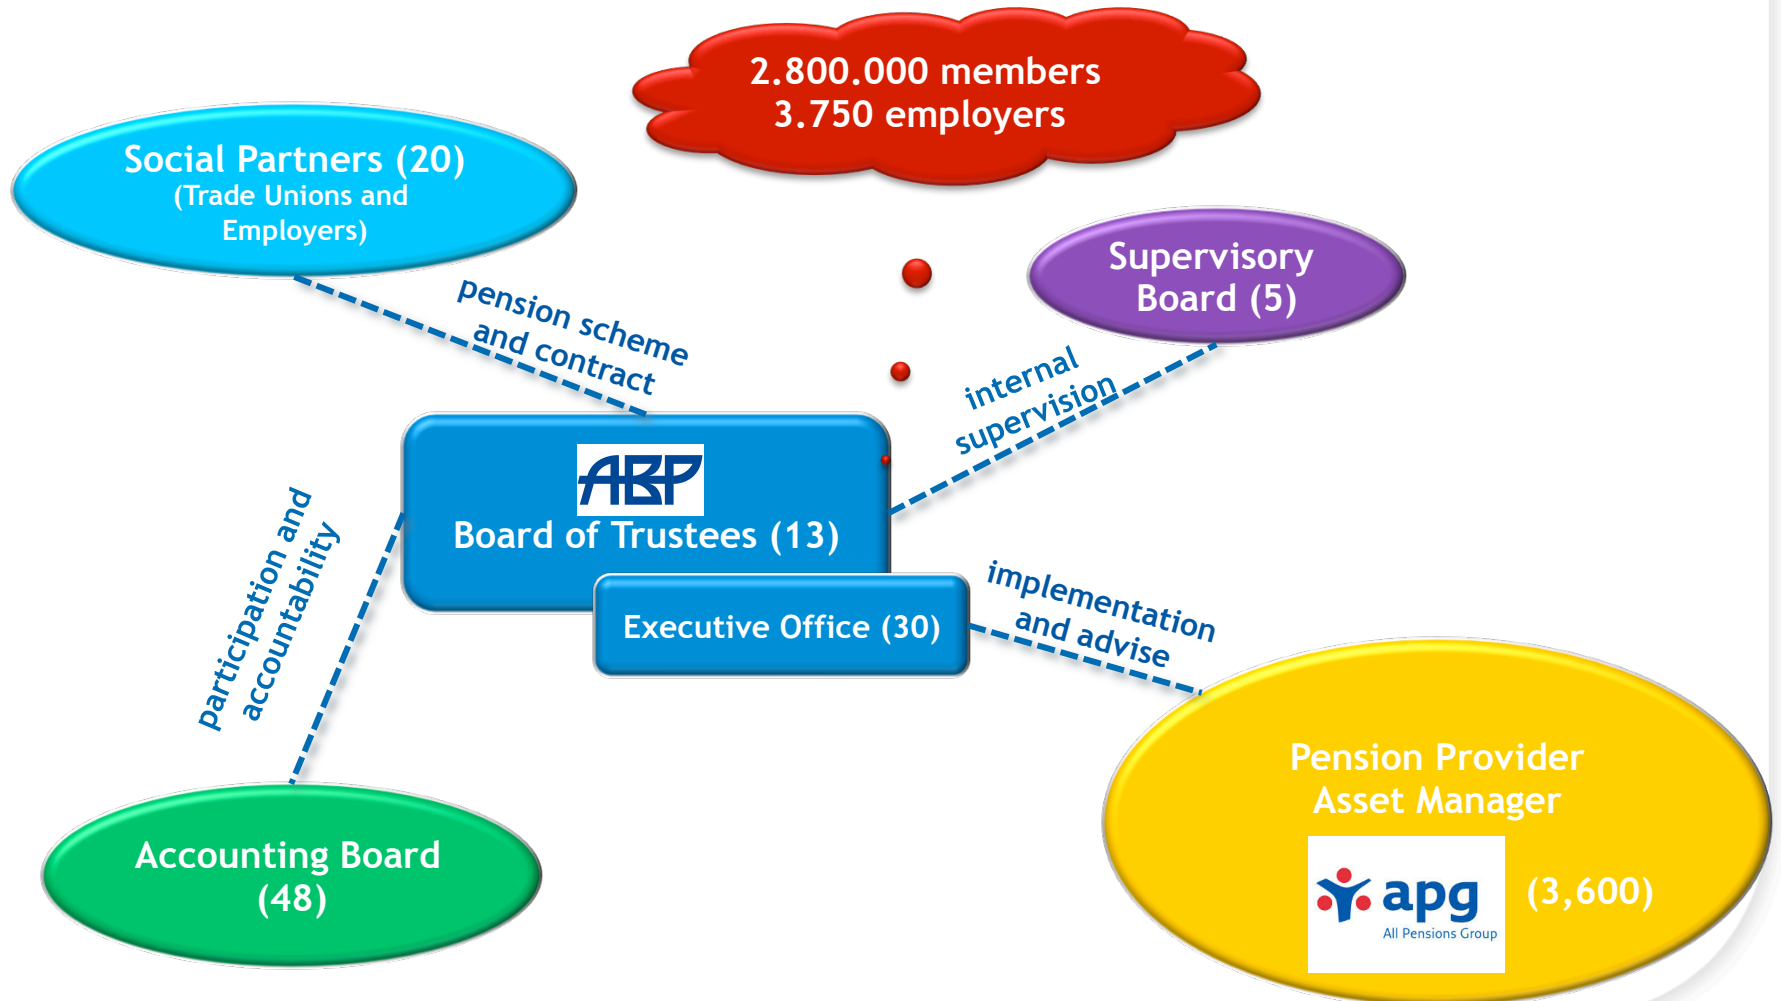 2.800.000 members
3.750 employers
Social Partners (20)
(Trade Unions and
Employers)
Supervisory
Board (5)
pension scheme
and contract
internal
supervision
ABP
Board of Trustees (13)
Executive Office (30)
participation and
accountability
implementation
and advise
Pension Provider
Asset Manager
apg
All Pensions Group
(3,600)
Accounting Board
(48)